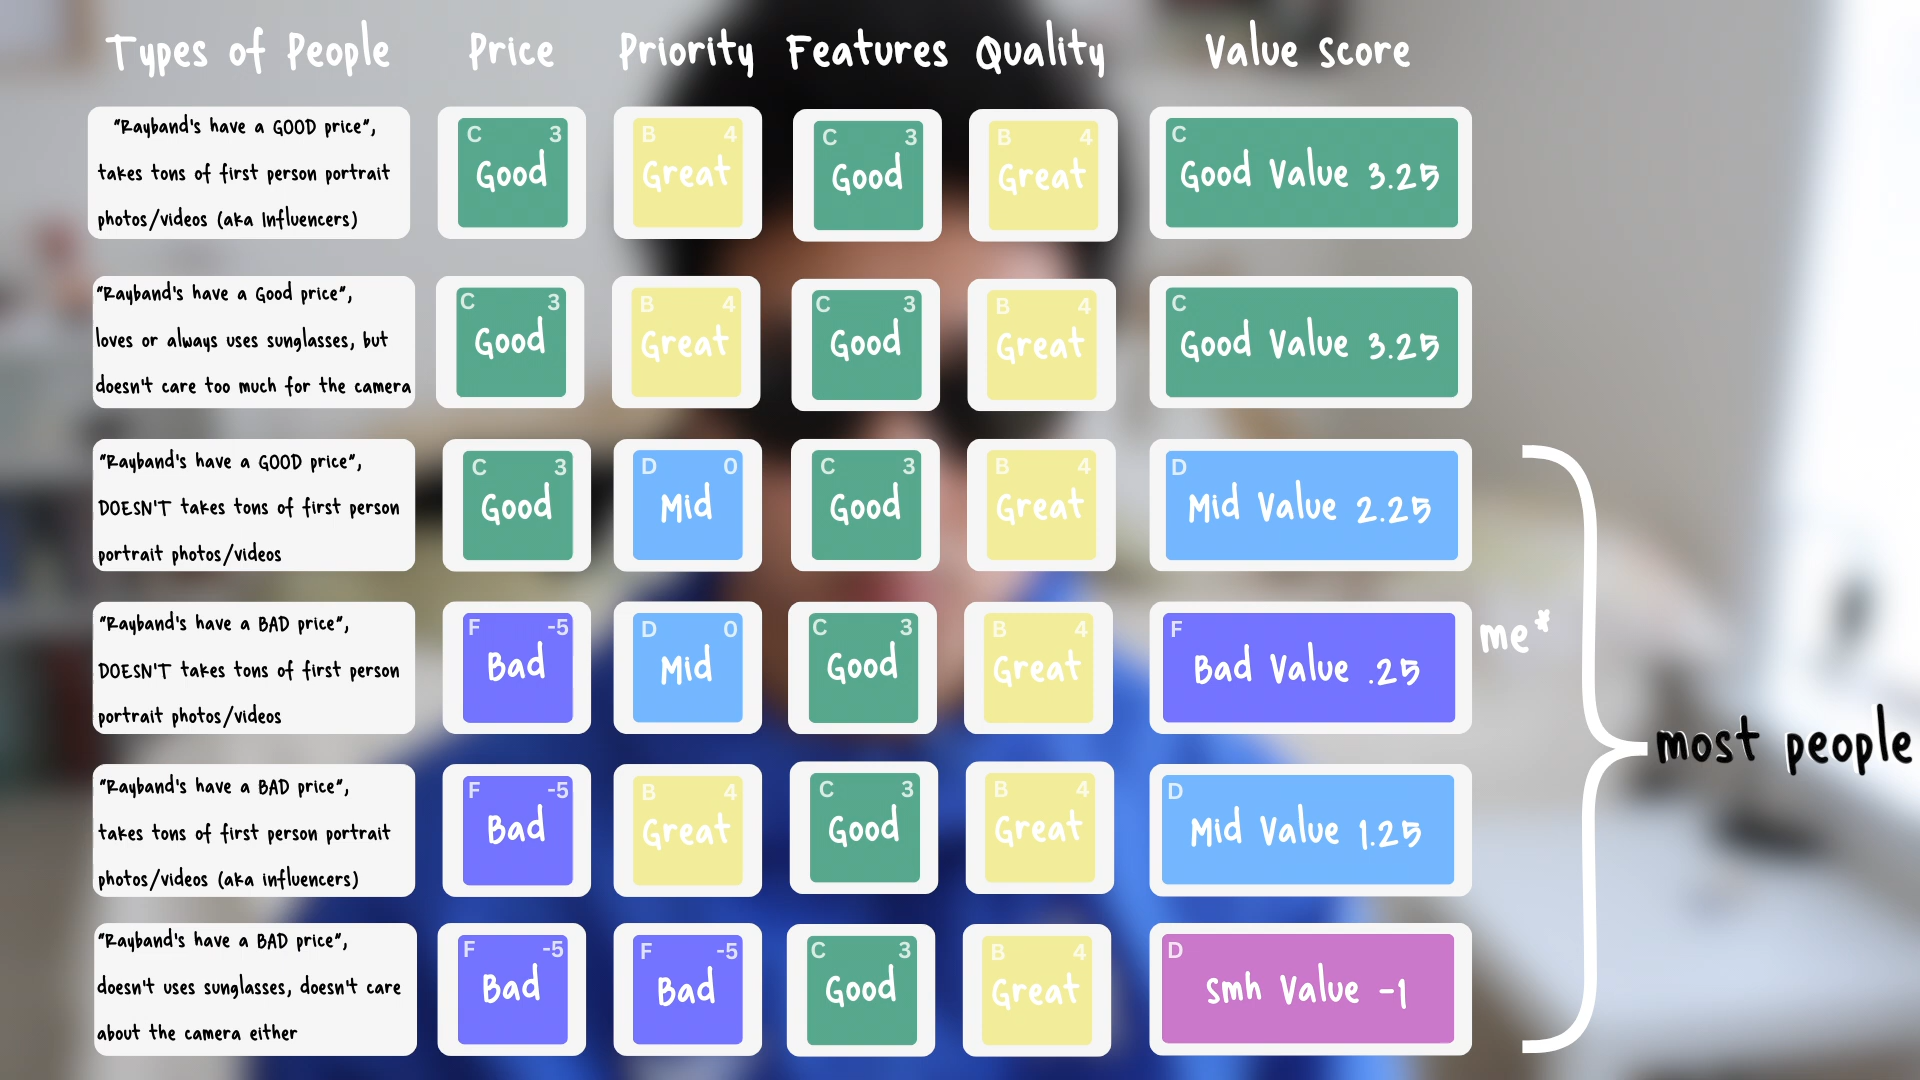 Types of People Price Priority Features Quality Value Score
"Rayband's have a GOOD price",
takes tons of first person portrait
photos/videos (aka Influencers)
C 3
Good
B 4
Great
C 3
Good
B 4
Great
C
Good Value 3.25
"Rayband's have a Good price",
loves or always uses sunglasses, but
doesn't care too much for the camera
C 3
Good
B 4
Great
C 3
Good
B 4
Great
C
Good Value 3.25
"Rayband's have a GOOD price",
DOESN'T takes tons of first person
portrait photos/videos
C 3
Good
D 0
Mid
C 3
Good
B 4
Great
D
Mid Value 2.25
"Rayband's have a BAD price",
DOESN'T takes tons of first person
portrait photos/videos
F -5
Bad
D 0
Mid
C 3
Good
B 4
Great
F
Bad Value .25
me*
most people
"Rayband's have a BAD price",
takes tons of first person portrait
photos/videos (aka influencers)
F -5
Bad
B 4
Great
C 3
Good
B 4
Great
D
Mid Value 1.25
"Rayband's have a BAD price",
doesn't uses sunglasses, doesn't care
about the camera either
F -5
Bad
F -5
Bad
C 3
Good
B 4
Great
D
Smh Value -1